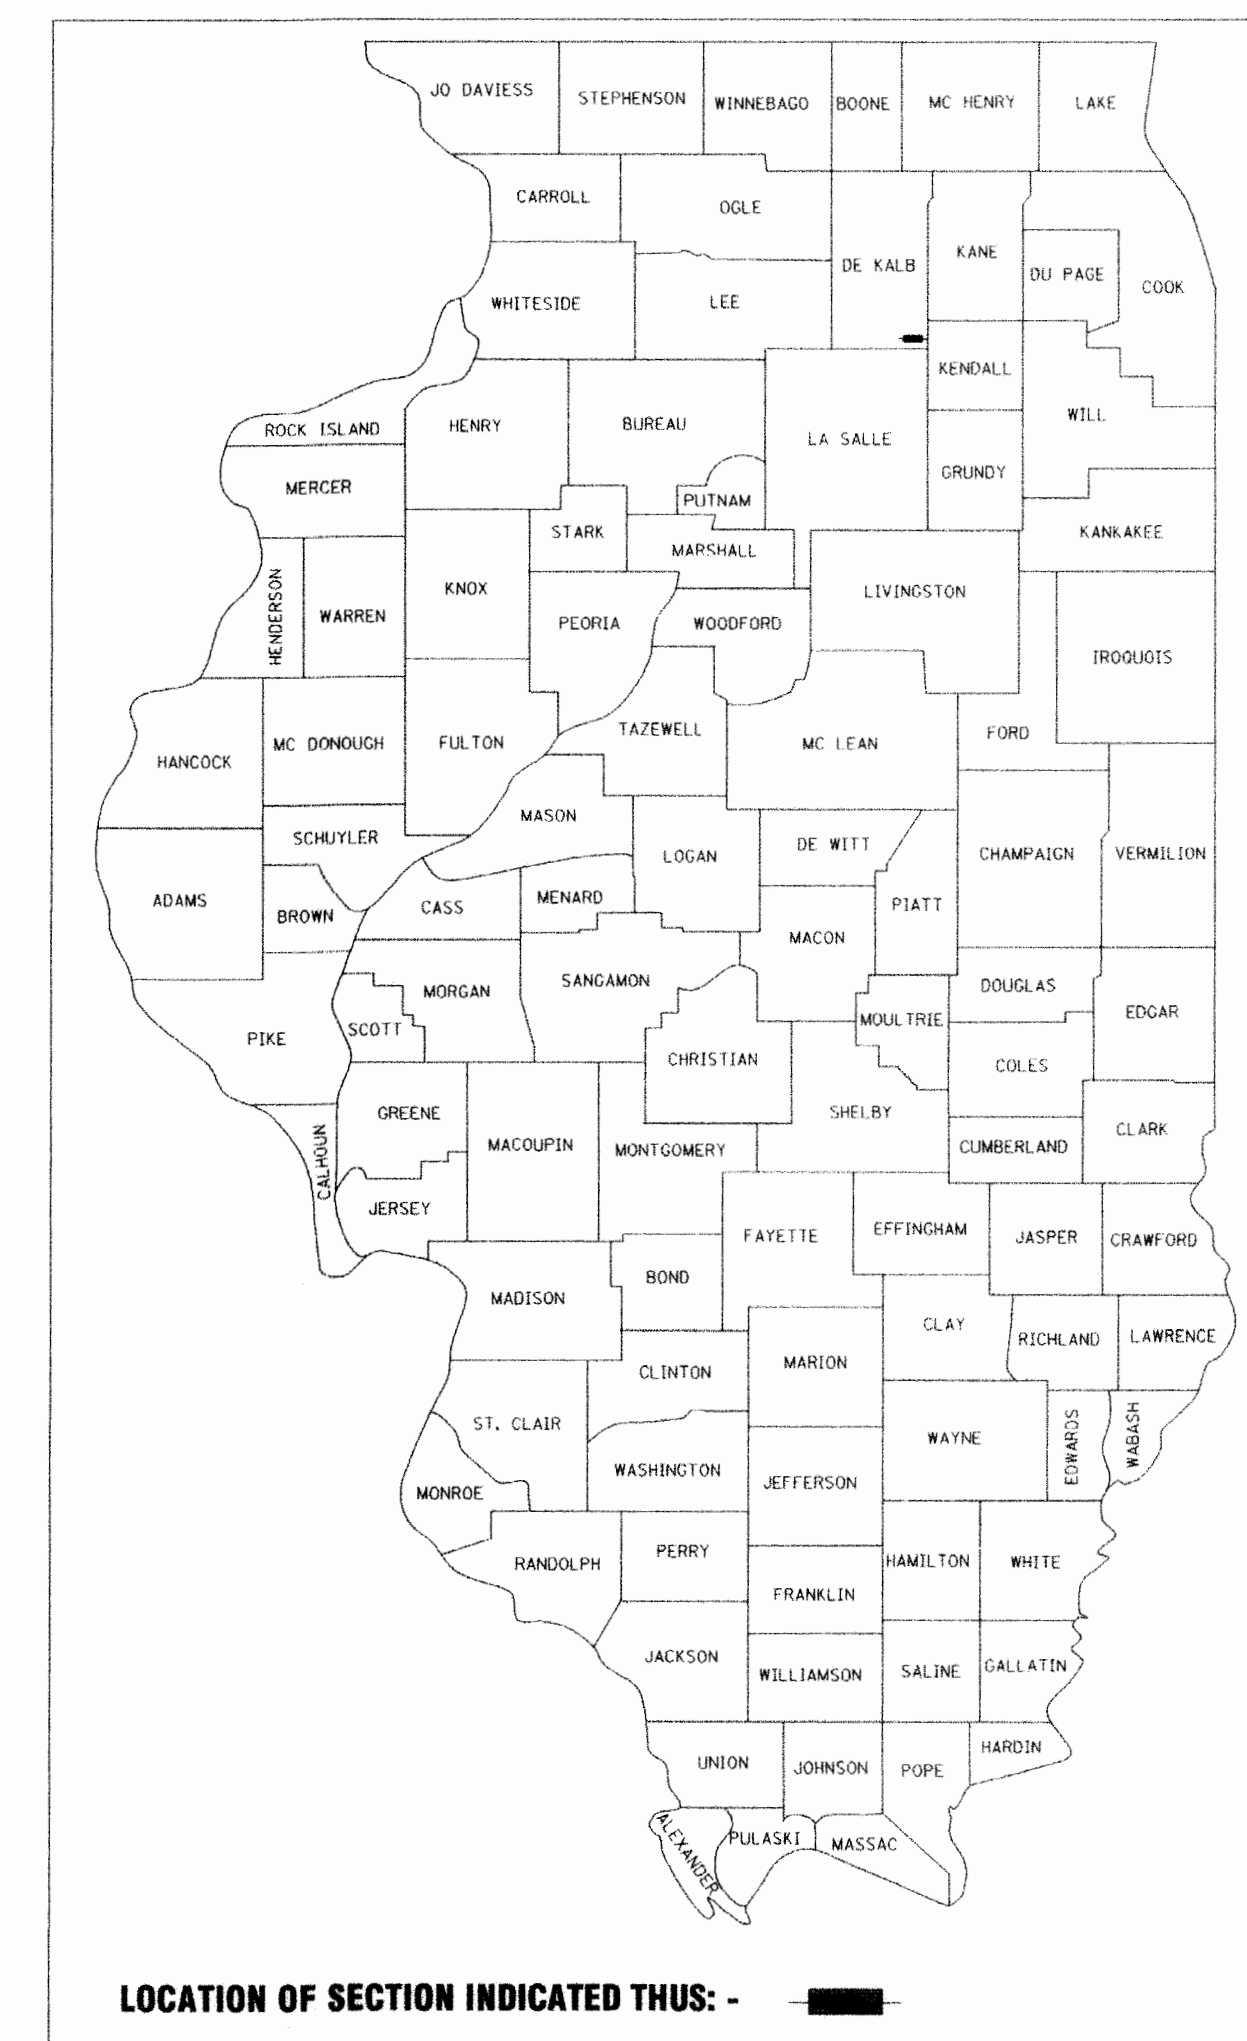 JO DAVIESS
STEPHENSON
WINNEBAGO
BOONE
MC HENRY
LAKE
CARROLL
OGLE
DE KALB
KANE
DU PAGE
COOK
WHITESIDE
LEE
KENDALL
ROCK ISLAND
HENRY
BUREAU
LA SALLE
WILL
MERCER
PUTNAM
GRUNDY
STARK
MARSHALL
KANKAKEE
HENDERSON
WARREN
KNOX
PEORIA
WOODFORD
LIVINGSTON
IROQUOIS
HANCOCK
MC DONOUGH
FULTON
TAZEWELL
MC LEAN
FORD
SCHUYLER
MASON
LOGAN
DE WITT
CHAMPAIGN
VERMILION
ADAMS
BROWN
CASS
MENARD
MACON
PIATT
PIKE
SCOTT
MORGAN
SANGAMON
CHRISTIAN
MOULTRIE
DOUGLAS
EDGAR
COLES
CALHOUN
GREENE
MACOUPIN
MONTGOMERY
SHELBY
CUMBERLAND
CLARK
JERSEY
FAYETTE
EFFINGHAM
JASPER
CRAWFORD
MADISON
BOND
CLAY
RICHLAND
LAWRENCE
CLINTON
MARION
ST. CLAIR
WAYNE
EDWARDS
WABASH
MONROE
WASHINGTON
JEFFERSON
RANDOLPH
PERRY
FRANKLIN
HAMILTON
WHITE
JACKSON
WILLIAMSON
SALINE
GALLATIN
UNION
JOHNSON
POPE
HARDIN
ALEXANDER
PULASKI
MASSAC
LOCATION OF SECTION INDICATED THUS: -